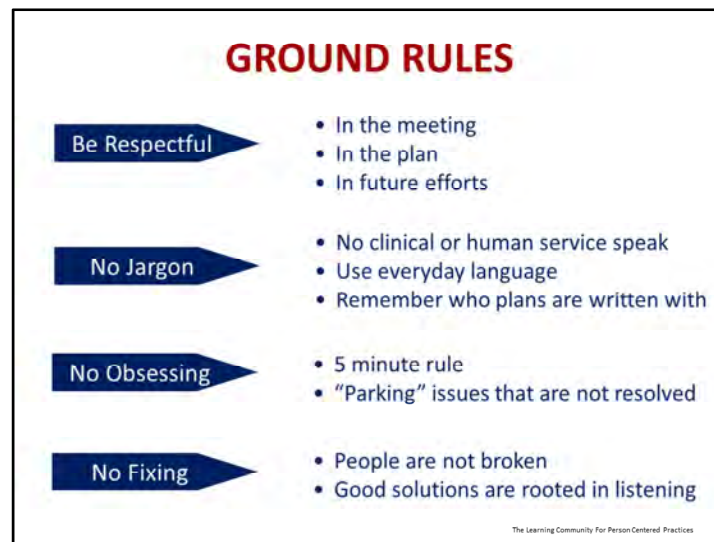 GROUND RULES
Be Respectful
• In the meeting
• In the plan
• In future efforts
No Jargon
• No clinical or human service speak
• Use everyday language
• Remember who plans are written with
No Obsessing
• 5 minute rule
• “Parking” issues that are not resolved
No Fixing
• People are not broken
• Good solutions are rooted in listening
The Learning Community For Person Centered Practices